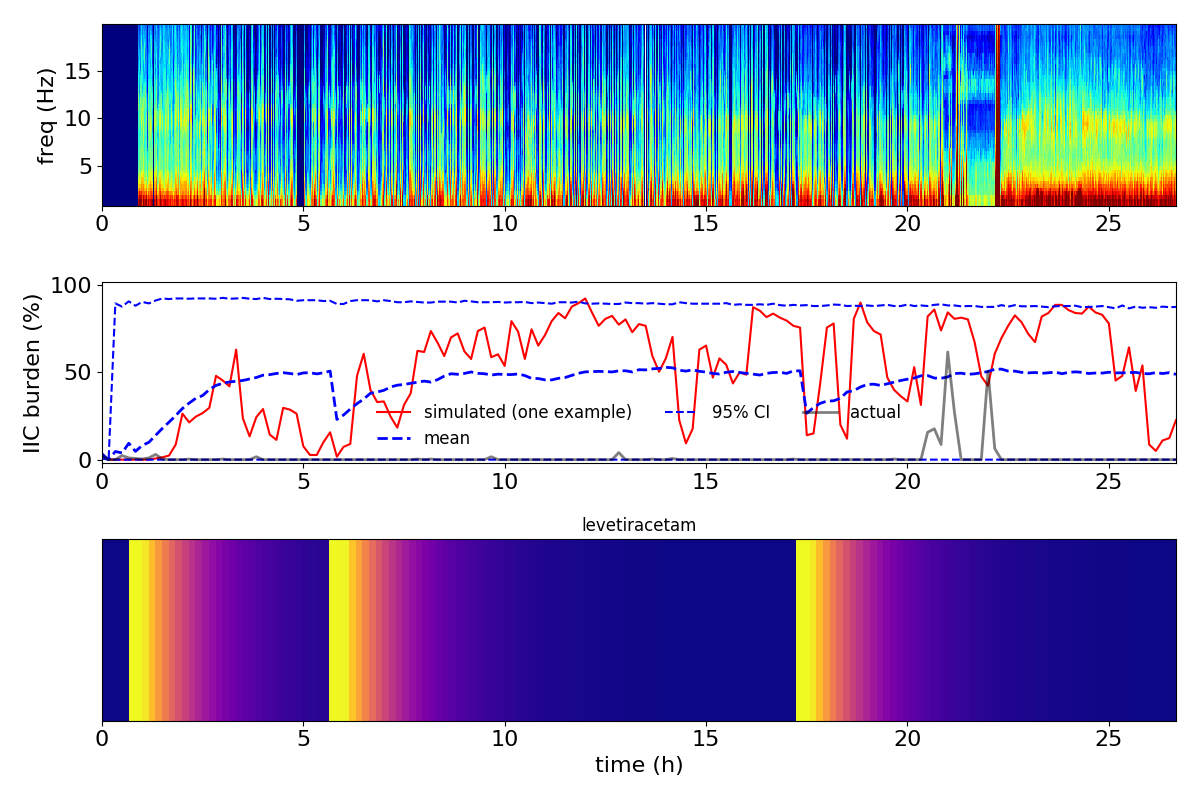 freq (Hz)
15
10
5
0 5 10 15 20 25
IIC burden (%)
100
50
0
simulated (one example) 95% CI actual
mean
0 5 10 15 20 25
levetiracetam
0 5 10 15 20 25
time (h)